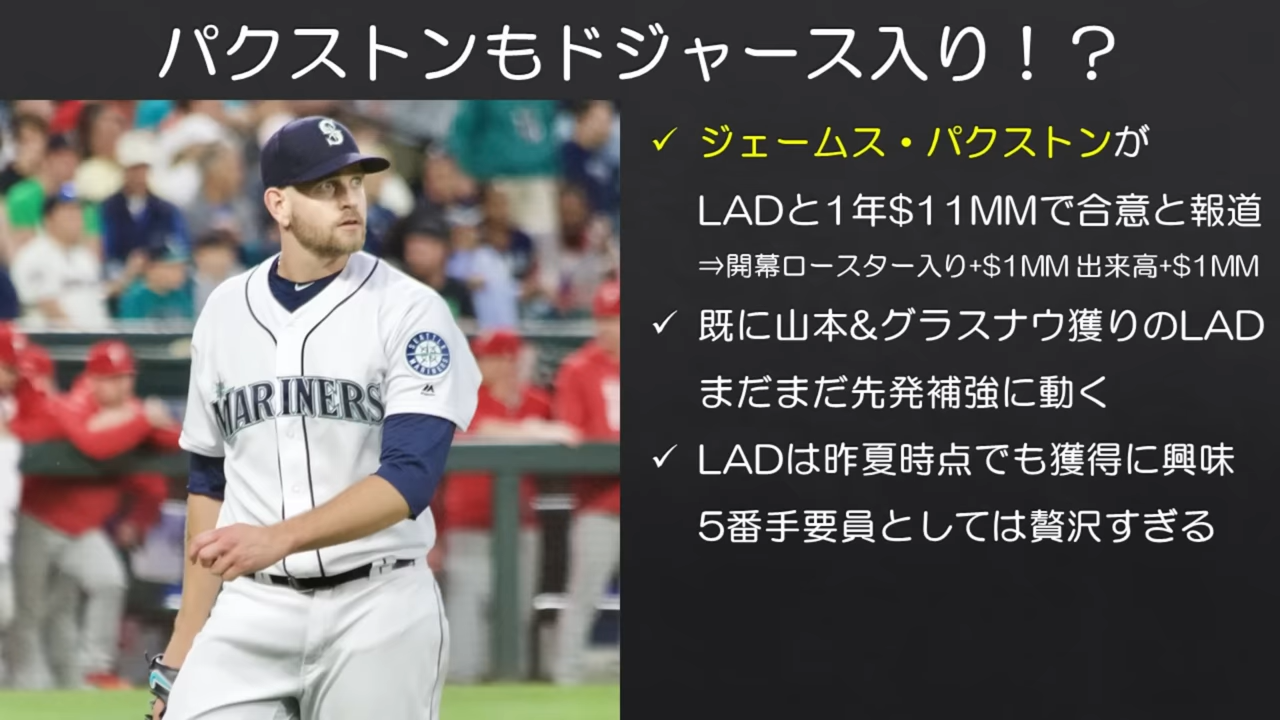 パクストンもドジャース入り！？
✓ ジェームス・パクストンが
LADと1年$11MMで合意と報道
⇒開幕ロースター入り+$1MM 出来高+$1MM
✓ 既に山本&グラスナウ獲りのLAD
まだまだ先発補強に動く
✓ LADは昨夏時点でも獲得に興味
5番手要員としては贅沢すぎる
S
SEATTLE
MARINERS
MARINERS